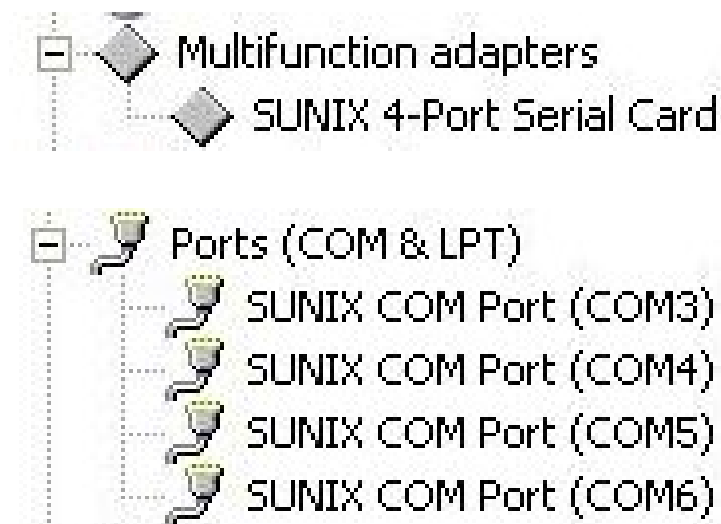 Multifunction adapters
SUNIX 4-Port Serial Card
Ports (COM & LPT)
SUNIX COM Port (COM3)
SUNIX COM Port (COM4)
SUNIX COM Port (COM5)
SUNIX COM Port (COM6)